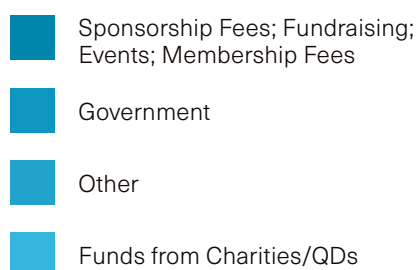 Sponsorship Fees; Fundraising;
Events; Membership Fees
Government
Other
Funds from Charities/QDs